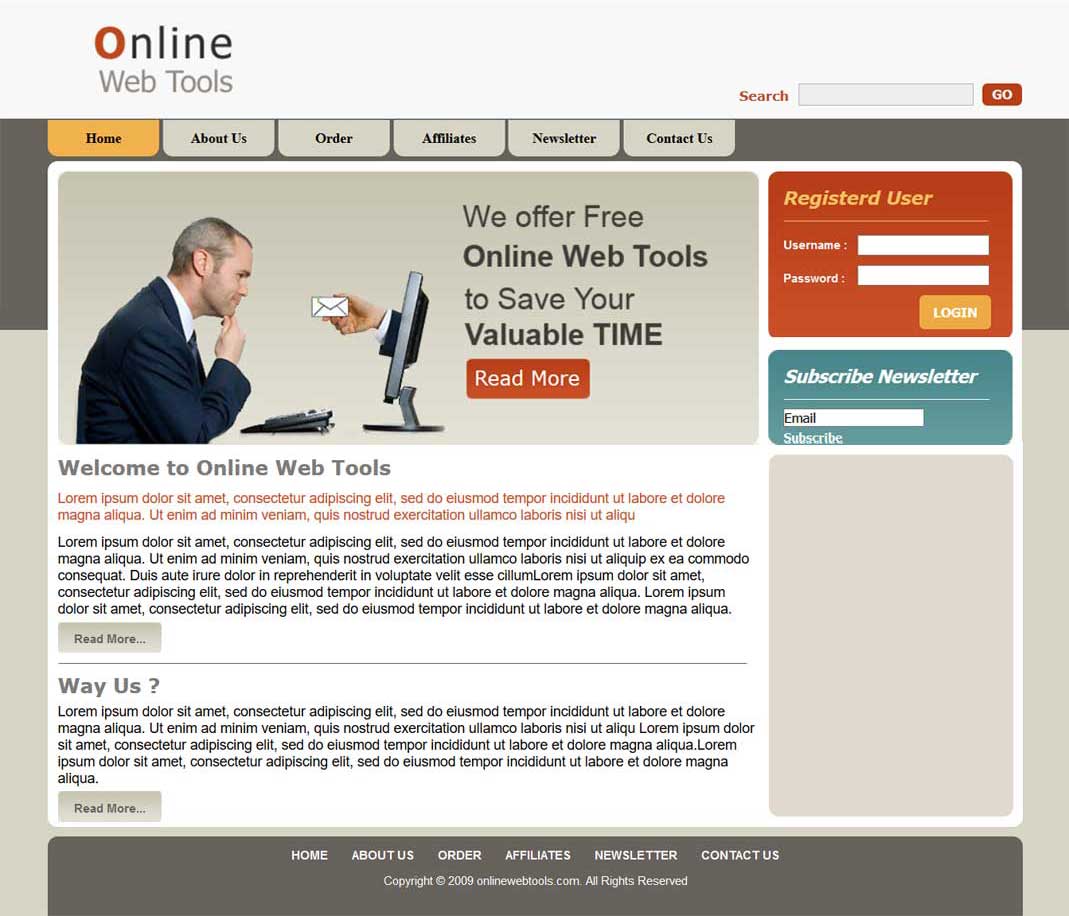 Online
Web Tools
Search GO
Home About Us Order Affiliates Newsletter Contact Us
We offer Free
Online Web Tools
to Save Your
Valuable TIME
Read More
Registerd User
Username :
Password :
LOGIN
Subscribe Newsletter
Email
Subscribe
Welcome to Online Web Tools
Lorem ipsum dolor sit amet, consectetur adipiscing elit, sed do eiusmod tempor incididunt ut labore et dolore
magna aliqua. Ut enim ad minim veniam, quis nostrud exercitation ullamco laboris nisi ut aliqu
Lorem ipsum dolor sit amet, consectetur adipiscing elit, sed do eiusmod tempor incididunt ut labore et dolore
magna aliqua. Ut enim ad minim veniam, quis nostrud exercitation ullamco laboris nisi ut aliquip ex ea commodo
consequat. Duis aute irure dolor in reprehenderit in voluptate velit esse cillumLorem ipsum dolor sit amet,
consectetur adipiscing elit, sed do eiusmod tempor incididunt ut labore et dolore magna aliqua. Lorem ipsum
dolor sit amet, consectetur adipiscing elit, sed do eiusmod tempor incididunt ut labore et dolore magna aliqua.
Read More...
Way Us ?
Lorem ipsum dolor sit amet, consectetur adipiscing elit, sed do eiusmod tempor incididunt ut labore et dolore
magna aliqua. Ut enim ad minim veniam, quis nostrud exercitation ullamco laboris nisi ut aliqu Lorem ipsum dolor
sit amet, consectetur adipiscing elit, sed do eiusmod tempor incididunt ut labore et dolore magna aliqua.Lorem
ipsum dolor sit amet, consectetur adipiscing elit, sed do eiusmod tempor incididunt ut labore et dolore magna
aliqua.
Read More...
HOME ABOUT US ORDER AFFILIATES NEWSLETTER CONTACT US
Copyright © 2009 onlinewebtools.com. All Rights Reserved